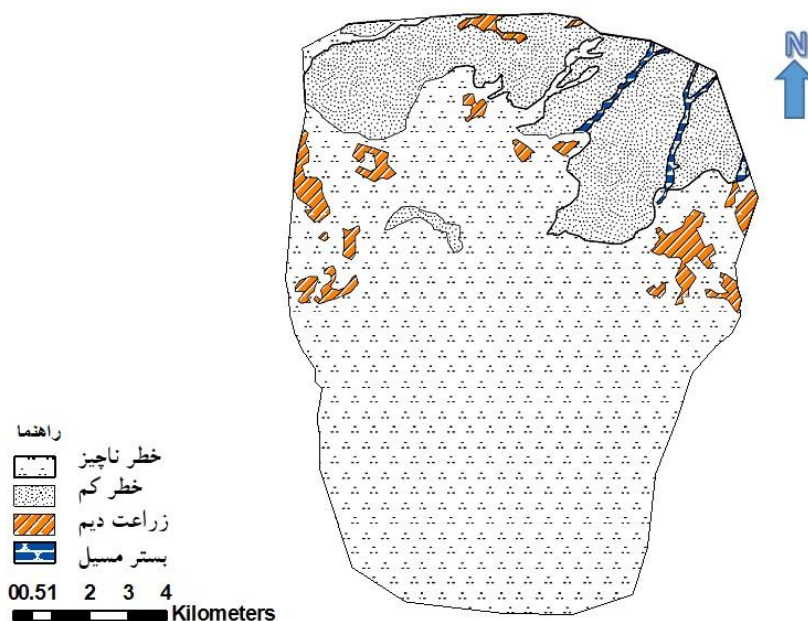 N
راهنما
خطر ناچیز
خطر کم
زراعت دیم
بستر مسیل
00.51 2 3 4
Kilometers